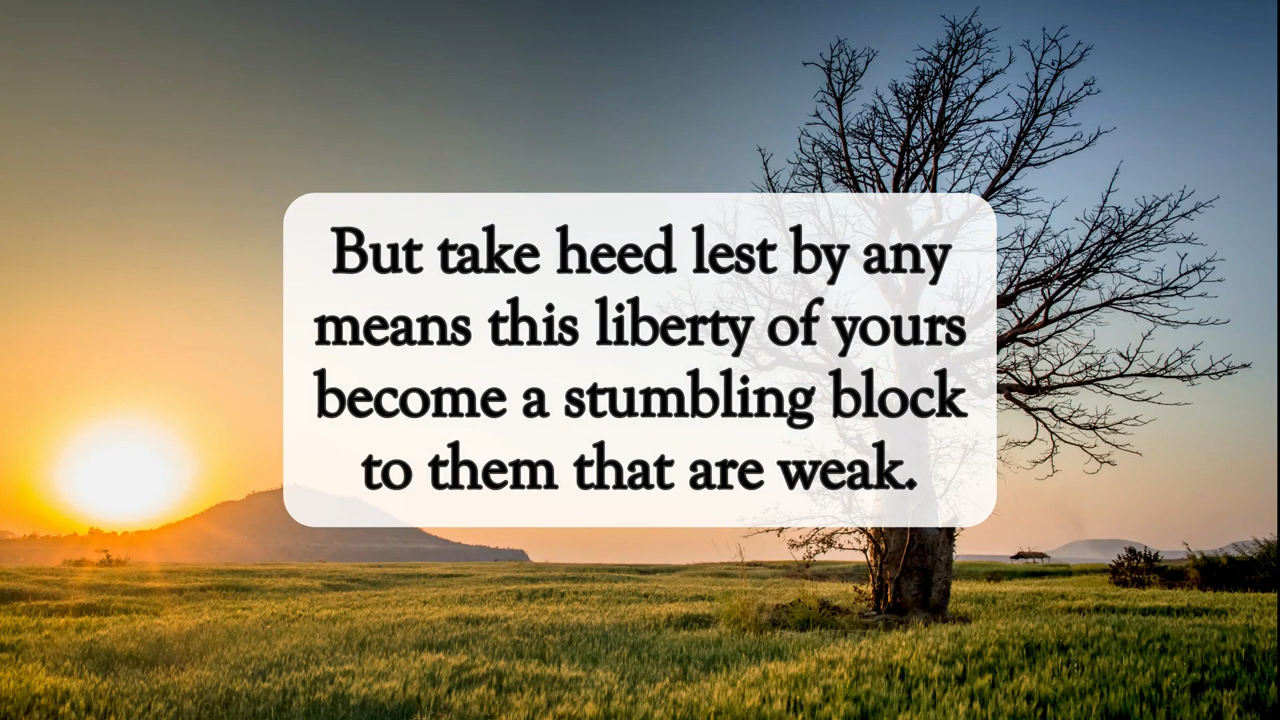 But take heed lest by any
means this liberty of yours
become a stumbling block
to them that are weak.